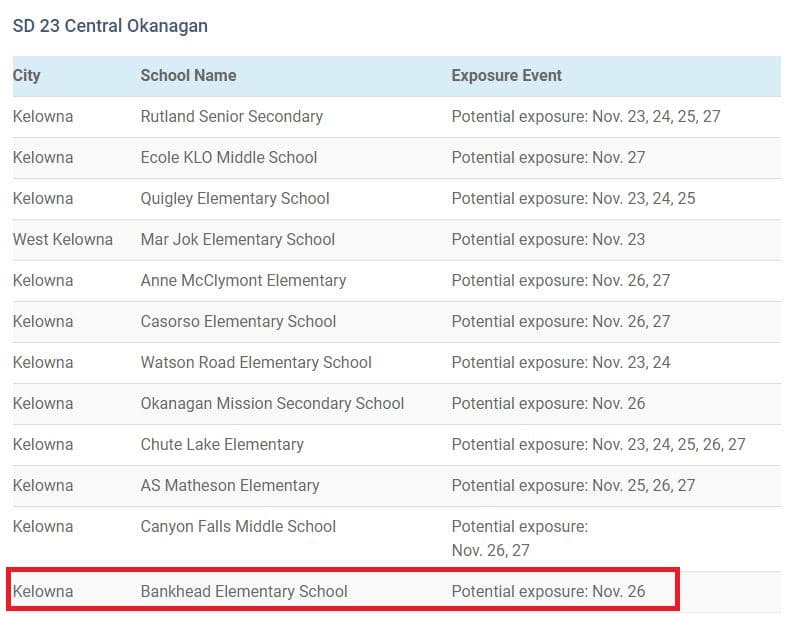 SD 23 Central Okanagan
City School Name Exposure Event
Kelowna Rutland Senior Secondary Potential exposure: Nov. 23, 24, 25, 27
Kelowna Ecole KLO Middle School Potential exposure: Nov. 27
Kelowna Quigley Elementary School Potential exposure: Nov. 23, 24, 25
West Kelowna Mar Jok Elementary School Potential exposure: Nov. 23
Kelowna Anne McClymont Elementary Potential exposure: Nov. 26, 27
Kelowna Casorso Elementary School Potential exposure: Nov. 26, 27
Kelowna Watson Road Elementary School Potential exposure: Nov. 23, 24
Kelowna Okanagan Mission Secondary School Potential exposure: Nov. 26
Kelowna Chute Lake Elementary Potential exposure: Nov. 23, 24, 25, 26, 27
Kelowna AS Matheson Elementary Potential exposure: Nov. 25, 26, 27
Kelowna Canyon Falls Middle School Potential exposure:
Nov. 26, 27
Kelowna Bankhead Elementary School Potential exposure: Nov. 26